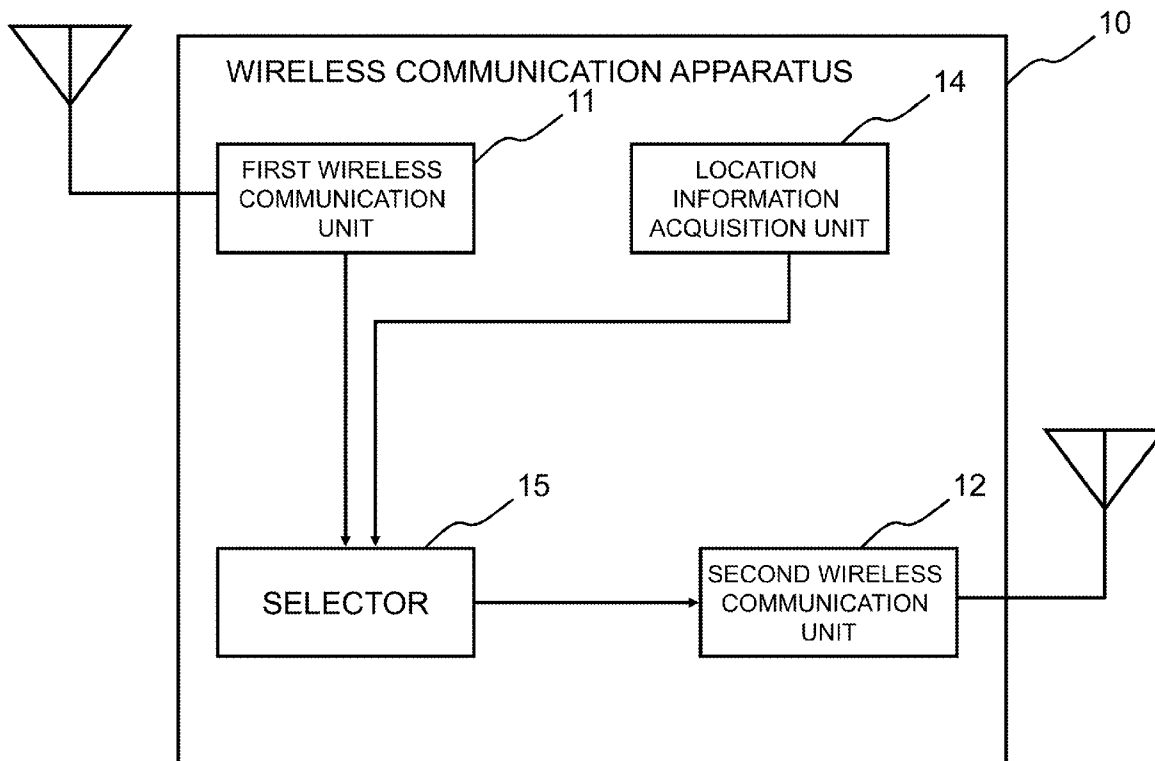 10
WIRELESS COMMUNICATION APPARATUS
11
14
FIRST WIRELESS
COMMUNICATION
UNIT
LOCATION
INFORMATION
ACQUISITION UNIT
15
12
SELECTOR
SECOND WIRELESS
COMMUNICATION
UNIT